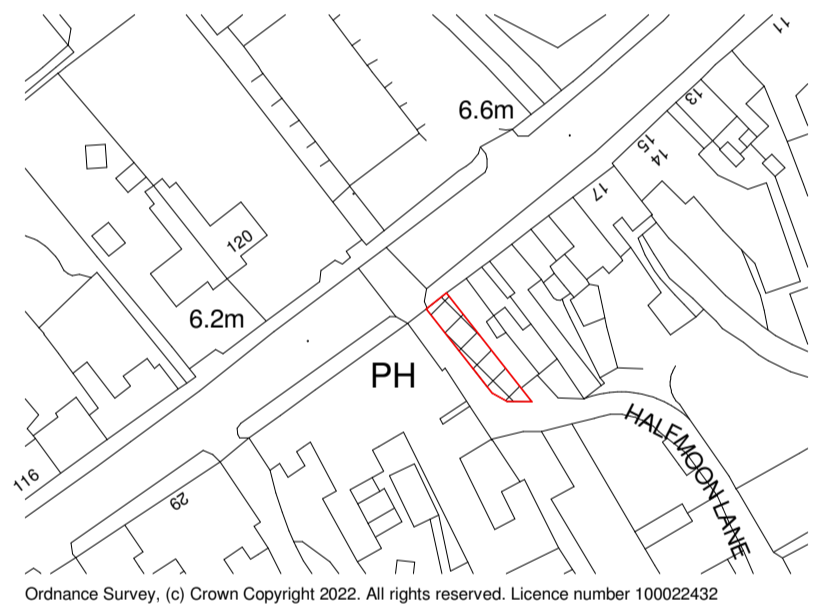 11
13
6.6m
15
14
17
120
6.2m
PH
HALFMOON LANE
116
29
Ordnance Survey, (c) Crown Copyright 2022. All rights reserved. Licence number 100022432